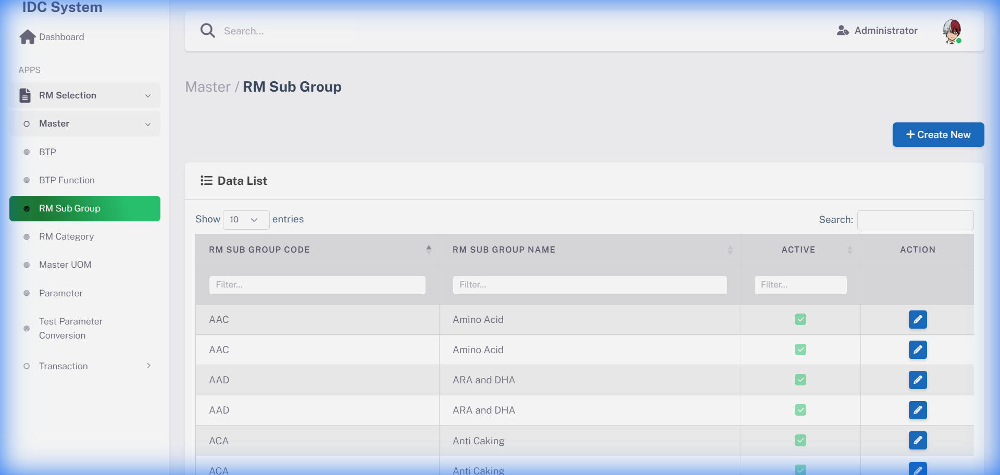 IDC System
Dashboard
APPS
RM Selection
Master
BTP
BTP Function
RM Sub Group
RM Category
Master UOM
Parameter
Test Parameter
Conversion
Transaction
Search...
Administrator
Master / RM Sub Group
+ Create New
Data List
Show 10 entries
Search:
RM SUB GROUP CODE RM SUB GROUP NAME ACTIVE ACTION
Filter... Filter... Filter...
AAC Amino Acid
AAC Amino Acid
AAD ARA and DHA
AAD ARA and DHA
ACA Anti Caking
ACA Anti Caking